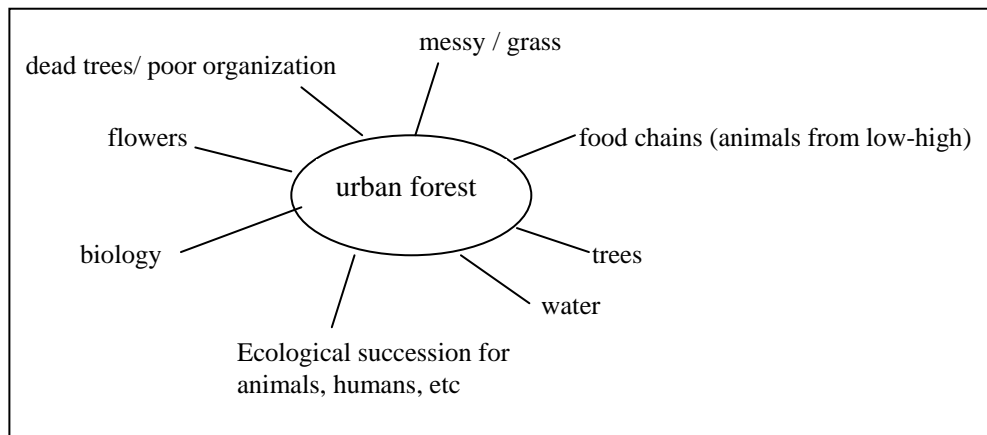 messy / grass
dead trees/ poor organization
flowers
food chains (animals from low-high)
urban forest
biology
trees
water
Ecological succession for
animals, humans, etc